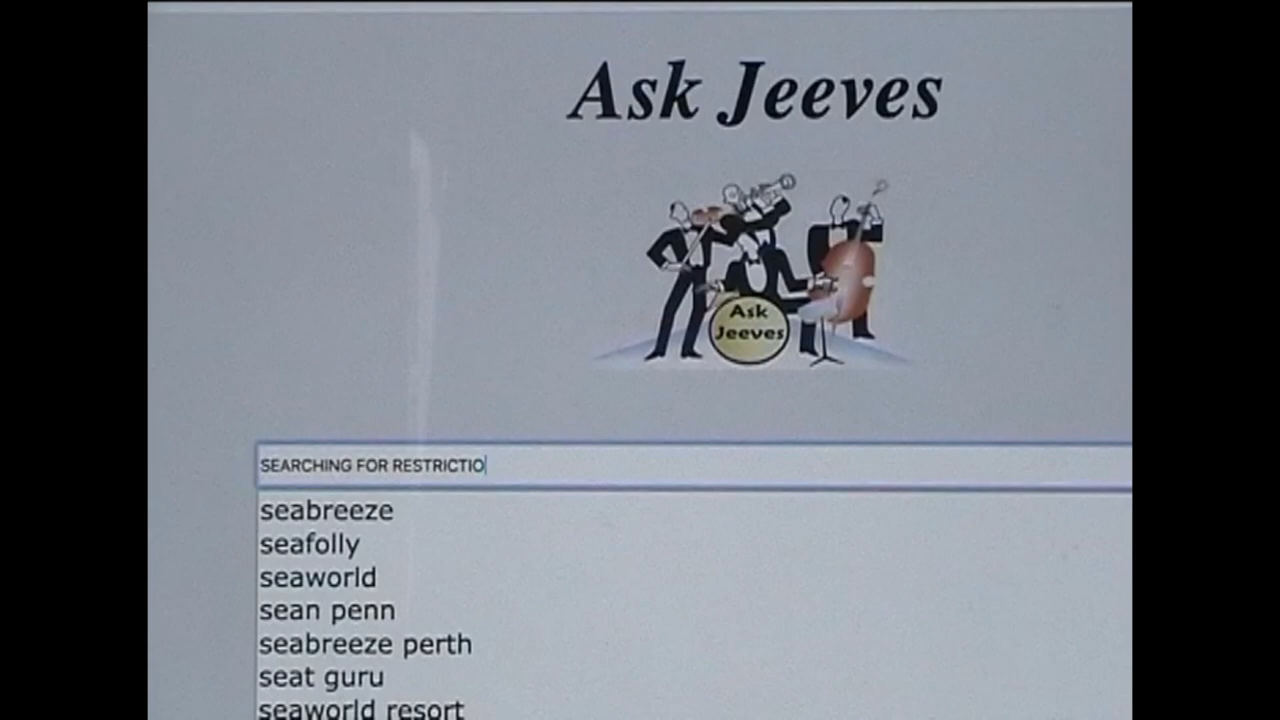 Ask Jeeves
Ask
Jeeves
SEARCHING FOR RESTRICTIO
seabreeze
seafolly
seaworld
sean penn
seabreeze perth
seat guru
seaworld resort